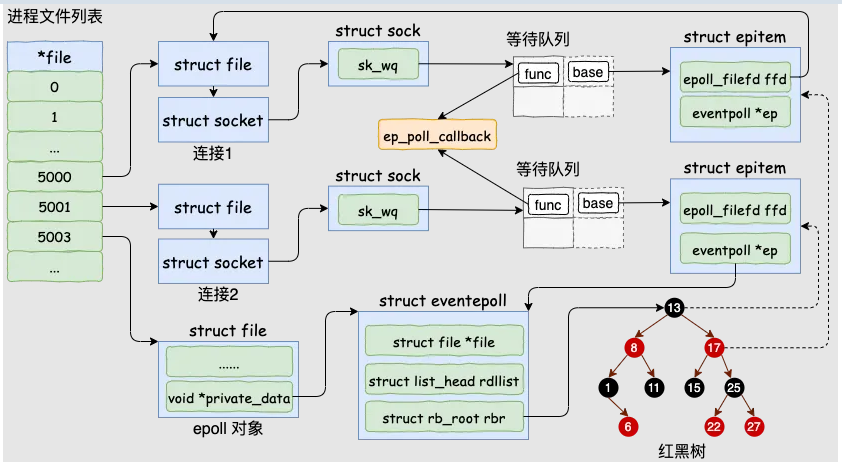 进程文件列表
*file
0
1
...
5000
5001
5003
...
struct file
struct socket
连接1
struct sock
sk_wq
等待队列
func
base
struct epitem
epoll_filefd ffd
eventpoll *ep
ep_poll_callback
struct file
struct socket
连接2
struct sock
sk_wq
等待队列
func
base
struct epitem
epoll_filefd ffd
eventpoll *ep
struct file
......
void *private_data
epoll 对象
struct eventepoll
struct file *file
struct list_head rdllist
struct rb_root rbr
13
8
17
1
11
15
25
6
22
27
红黑树